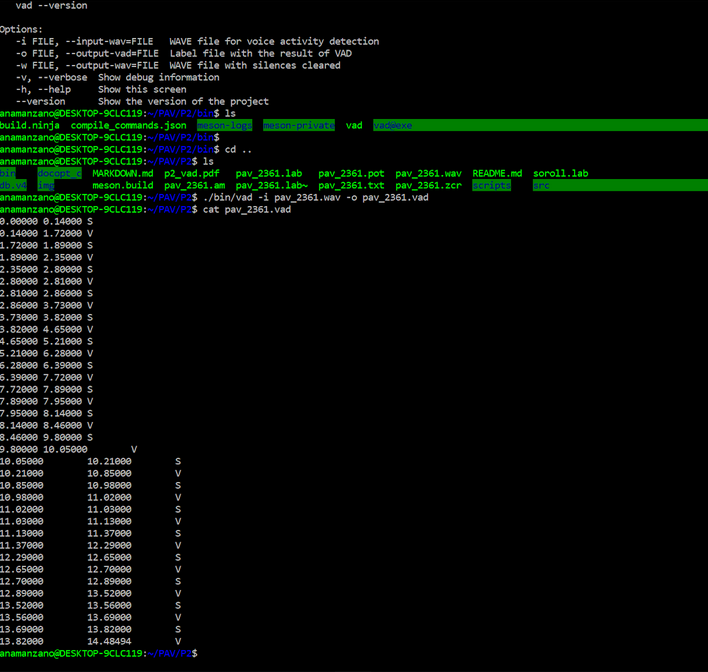 vad --version
Options:
-i FILE, --input-wav=FILE WAVE file for voice activity detection
-o FILE, --output-vad=FILE Label file with the result of VAD
-w FILE, --output-wav=FILE WAVE file with silences cleared
-v, --verbose Show debug information
-h, --help Show this screen
--version Show the version of the project
anamanzano@DESKTOP-9CLC119:~/PAV/P2/bin$ ls
build.ninja compile_commands.json meson-logs meson-private vad vad@exe
anamanzano@DESKTOP-9CLC119:~/PAV/P2/bin$
anamanzano@DESKTOP-9CLC119:~/PAV/P2/bin$ cd ..
anamanzano@DESKTOP-9CLC119:~/PAV/P2$ ls
bin docopt_c MARKDOWN.md p2_vad.pdf pav_2361.lab pav_2361.pot pav_2361.wav README.md soroll.lab
db.v4 img meson.build pav_2361.am pav_2361.lab~ pav_2361.txt pav_2361.zcr scripts src
anamanzano@DESKTOP-9CLC119:~/PAV/P2$ ./bin/vad -i pav_2361.wav -o pav_2361.vad
anamanzano@DESKTOP-9CLC119:~/PAV/P2$ cat pav_2361.vad
0.00000 0.14000 S
0.14000 1.72000 V
1.72000 1.89000 S
1.89000 2.35000 V
2.35000 2.80000 S
2.80000 2.81000 V
2.81000 2.86000 S
2.86000 3.73000 V
3.73000 3.82000 S
3.82000 4.65000 V
4.65000 5.21000 S
5.21000 6.28000 V
6.28000 6.39000 S
6.39000 7.72000 V
7.72000 7.89000 S
7.89000 7.95000 V
7.95000 8.14000 S
8.14000 8.46000 V
8.46000 9.80000 S
9.80000 10.05000 V
10.05000 10.21000 S
10.21000 10.85000 V
10.85000 10.98000 S
10.98000 11.02000 V
11.02000 11.03000 S
11.03000 11.13000 V
11.13000 11.37000 S
11.37000 12.29000 V
12.29000 12.65000 S
12.65000 12.70000 V
12.70000 12.89000 S
12.89000 13.52000 V
13.52000 13.56000 S
13.56000 13.69000 V
13.69000 13.82000 S
13.82000 14.48494 V
anamanzano@DESKTOP-9CLC119:~/PAV/P2$